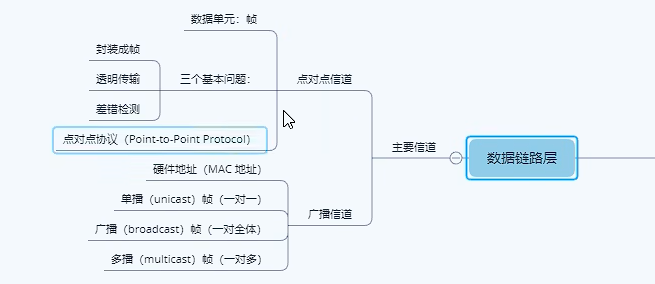 数据单元：帧
封装成帧
透明传输
三个基本问题：
点对点信道
差错检测
点对点协议（Point-to-Point Protocol）
主要信道
数据链路层
硬件地址（MAC 地址）
单播（unicast）帧（一对一）
广播信道
广播（broadcast）帧（一对全体）
多播（multicast）帧（一对多）